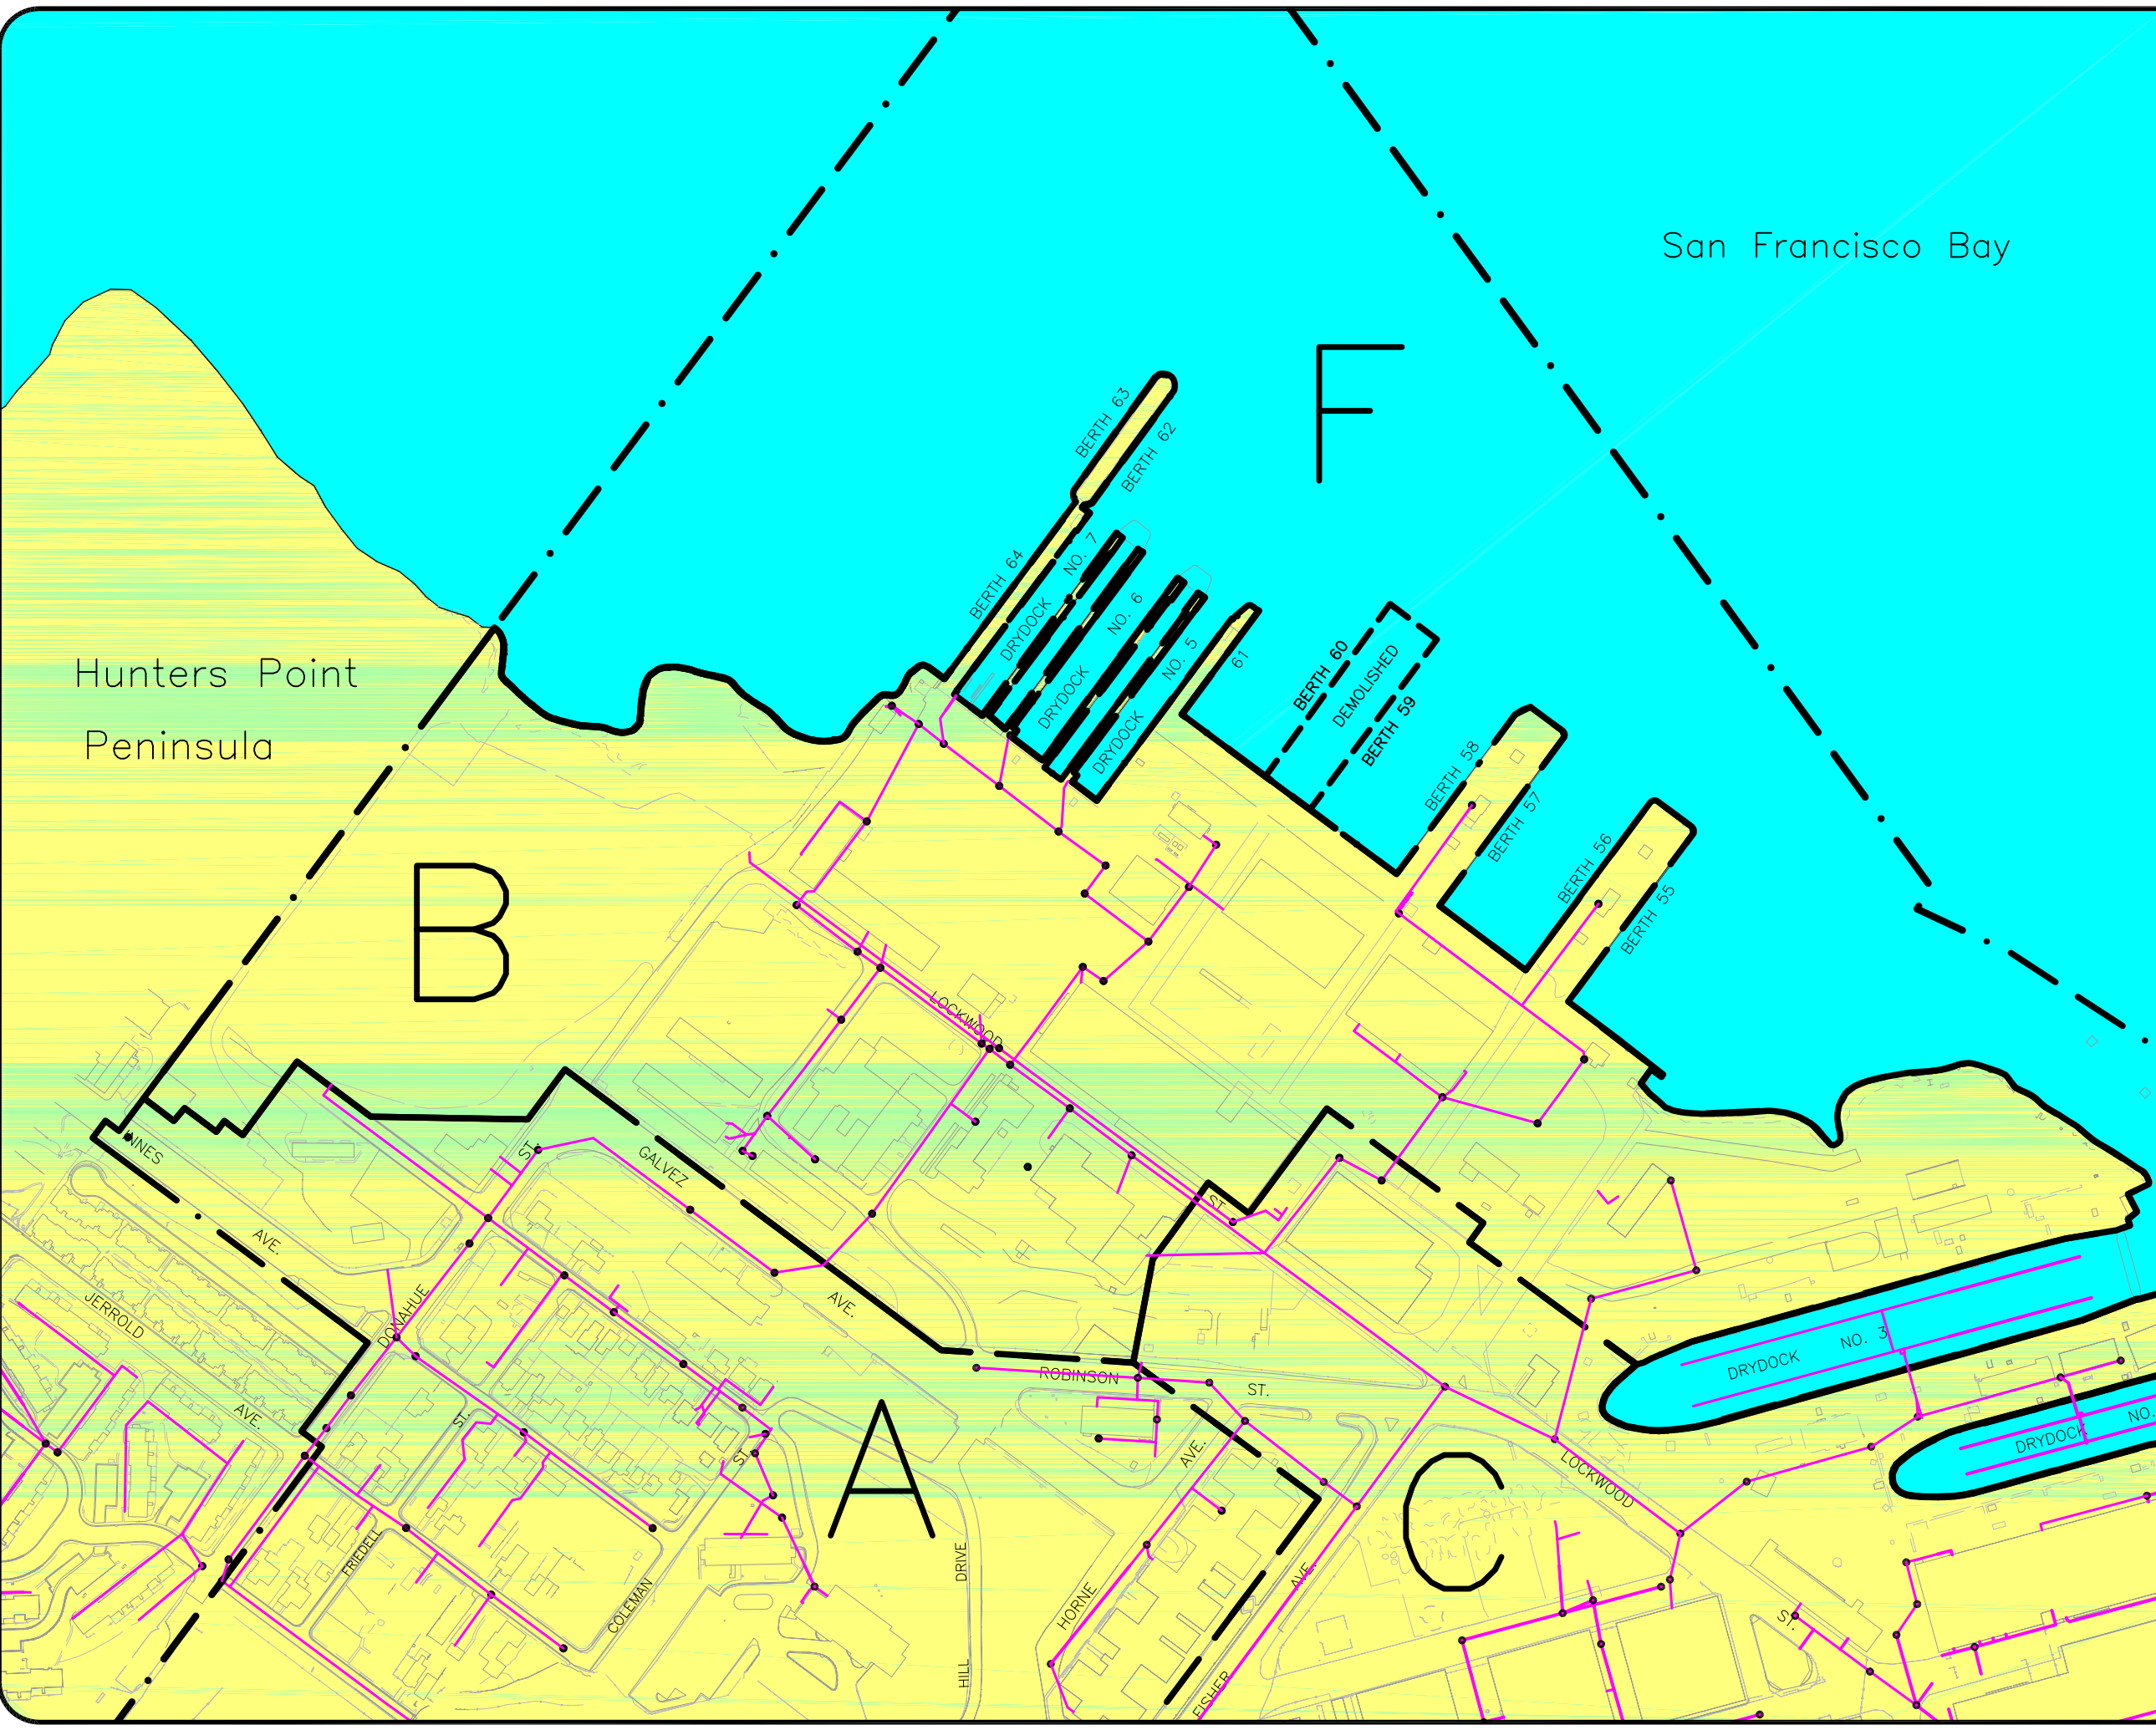 San Francisco Bay
F
BERTH 63
BERTH 62
BERTH 64
DRYDOCK NO. 7
DRYDOCK NO. 6
DRYDOCK NO. 5
61
BERTH 60
DEMOLISHED
BERTH 59
BERTH 58
BERTH 57
BERTH 56
BERTH 55
Hunters Point
Peninsula
B
LOCKWOOD
ST.
INNES
AVE.
ST.
GALVEZ
AVE.
DONAHUE
JERROLD
AVE.
ROBINSON
ST.
DRYDOCK NO. 3
DRYDOCK NO.
A
C
ST.
ST.
AVE.
LOCKWOOD
ST.
FRIEDELL
COLEMAN
HILL DRIVE
HORNE
FISHER
AVE.